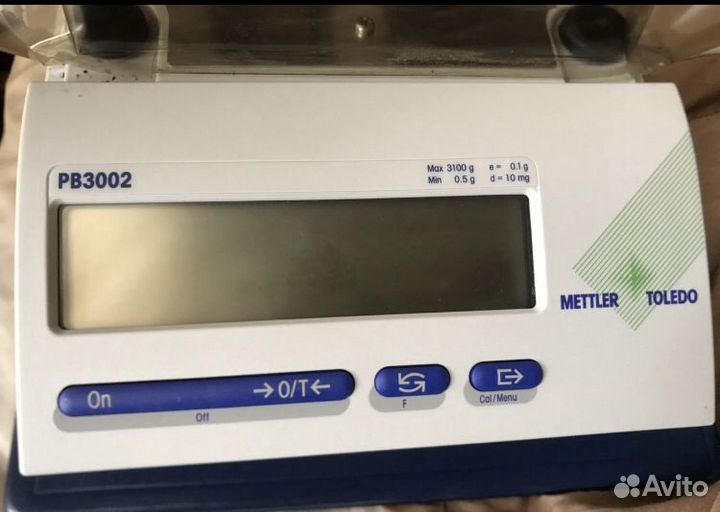 PB3002
Max 3100 g e = 0.1 g
Min 0.5 g d = 10 mg
METTLER TOLEDO
On →0/T←
Off
F
Cal/Menu
Avito